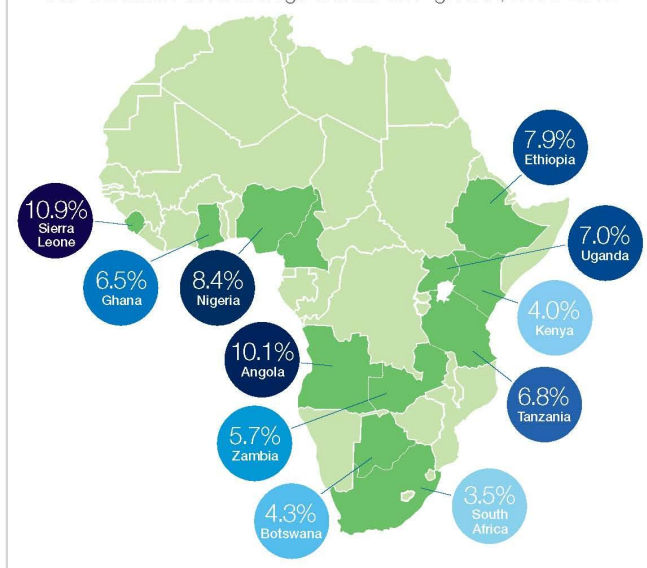 7.9%
Ethiopia
10.9%
Sierra
Leone
7.0%
Uganda
6.5%
Ghana
8.4%
Nigeria
4.0%
Kenya
10.1%
Angola
6.8%
Tanzania
5.7%
Zambia
4.3%
Botswana
3.5%
South
Africa